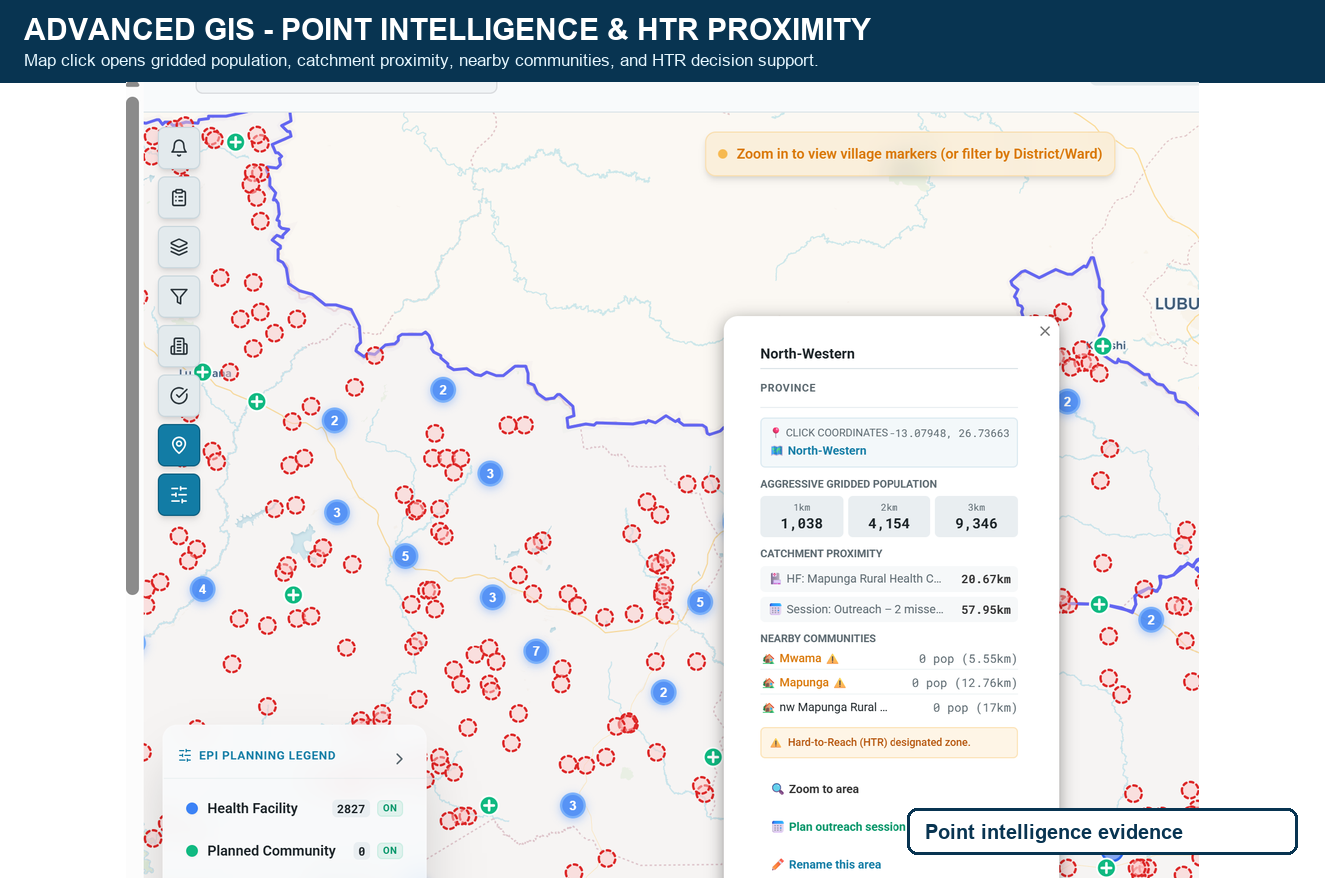 ADVANCED GIS - POINT INTELLIGENCE & HTR PROXIMITY
Map click opens gridded population, catchment proximity, nearby communities, and HTR decision support.
Zoom in to view village markers (or filter by District/Ward)
LUBU
2
2
3
3
5
4
3
5
7
2
3
2
2
North-Western
PROVINCE
CLICK COORDINATES -13.07948, 26.73663
North-Western
AGGRESSIVE GRIDDED POPULATION
1km 2km 3km
1,038 4,154 9,346
CATCHMENT PROXIMITY
HF: Mapunga Rural Health C... 20.67km
Session: Outreach – 2 misse... 57.95km
NEARBY COMMUNITIES
Mwama 0 pop (5.55km)
Mapunga 0 pop (12.76km)
nw Mapunga Rural ... 0 pop (17km)
Hard-to-Reach (HTR) designated zone.
Zoom to area
Plan outreach session
Rename this area
EPI PLANNING LEGEND
Health Facility 2827 ON
Planned Community 0 ON
Point intelligence evidence